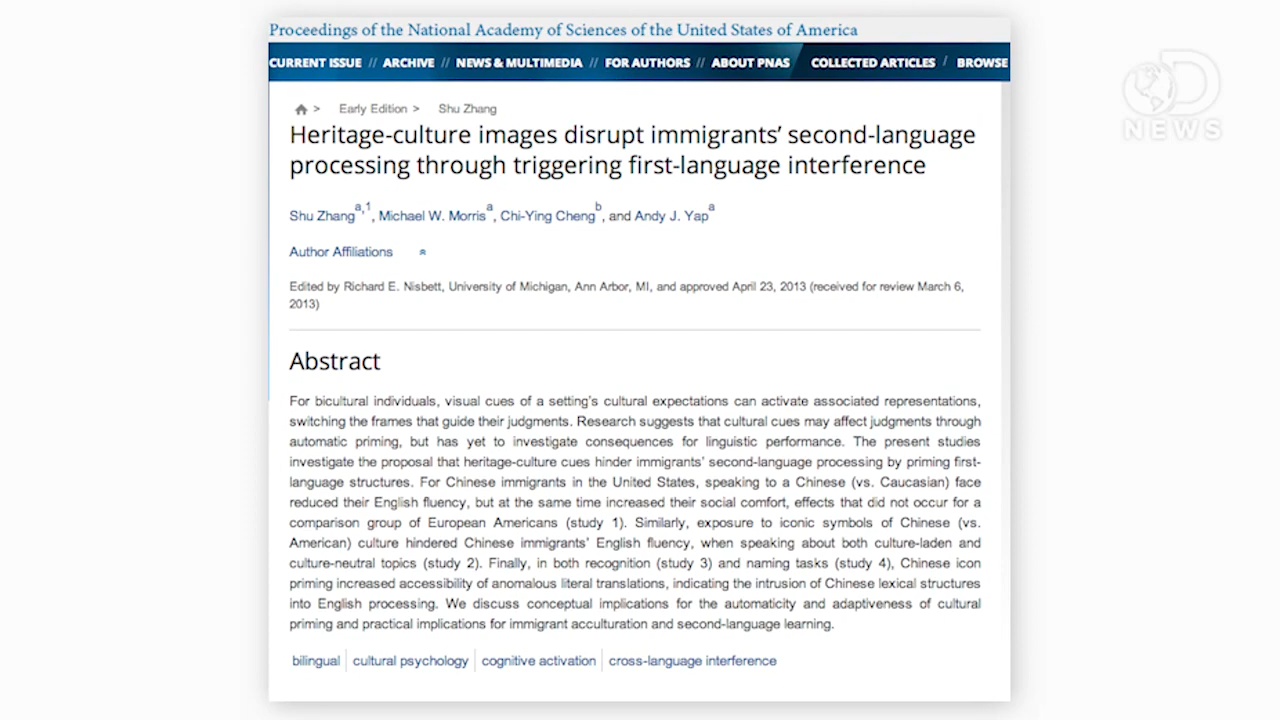 Proceedings of the National Academy of Sciences of the United States of America
CURRENT ISSUE // ARCHIVE // NEWS & MULTIMEDIA // FOR AUTHORS // ABOUT PNAS COLLECTED ARTICLES / BROWSE
> Early Edition > Shu Zhang
Heritage-culture images disrupt immigrants’ second-language
processing through triggering first-language interference
Shu Zhang a,1, Michael W. Morris a, Chi-Ying Cheng b, and Andy J. Yap a
Author Affiliations
Edited by Richard E. Nisbett, University of Michigan, Ann Arbor, MI, and approved April 23, 2013 (received for review March 6,
2013)
Abstract
For bicultural individuals, visual cues of a setting’s cultural expectations can activate associated representations,
switching the frames that guide their judgments. Research suggests that cultural cues may affect judgments through
automatic priming, but has yet to investigate consequences for linguistic performance. The present studies
investigate the proposal that heritage-culture cues hinder immigrants’ second-language processing by priming first-
language structures. For Chinese immigrants in the United States, speaking to a Chinese (vs. Caucasian) face
reduced their English fluency, but at the same time increased their social comfort, effects that did not occur for a
comparison group of European Americans (study 1). Similarly, exposure to iconic symbols of Chinese (vs.
American) culture hindered Chinese immigrants’ English fluency, when speaking about both culture-laden and
culture-neutral topics (study 2). Finally, in both recognition (study 3) and naming tasks (study 4), Chinese icon
priming increased accessibility of anomalous literal translations, indicating the intrusion of Chinese lexical structures
into English processing. We discuss conceptual implications for the automaticity and adaptiveness of cultural
priming and practical implications for immigrant acculturation and second-language learning.
bilingual cultural psychology cognitive activation cross-language interference
D
NEWS